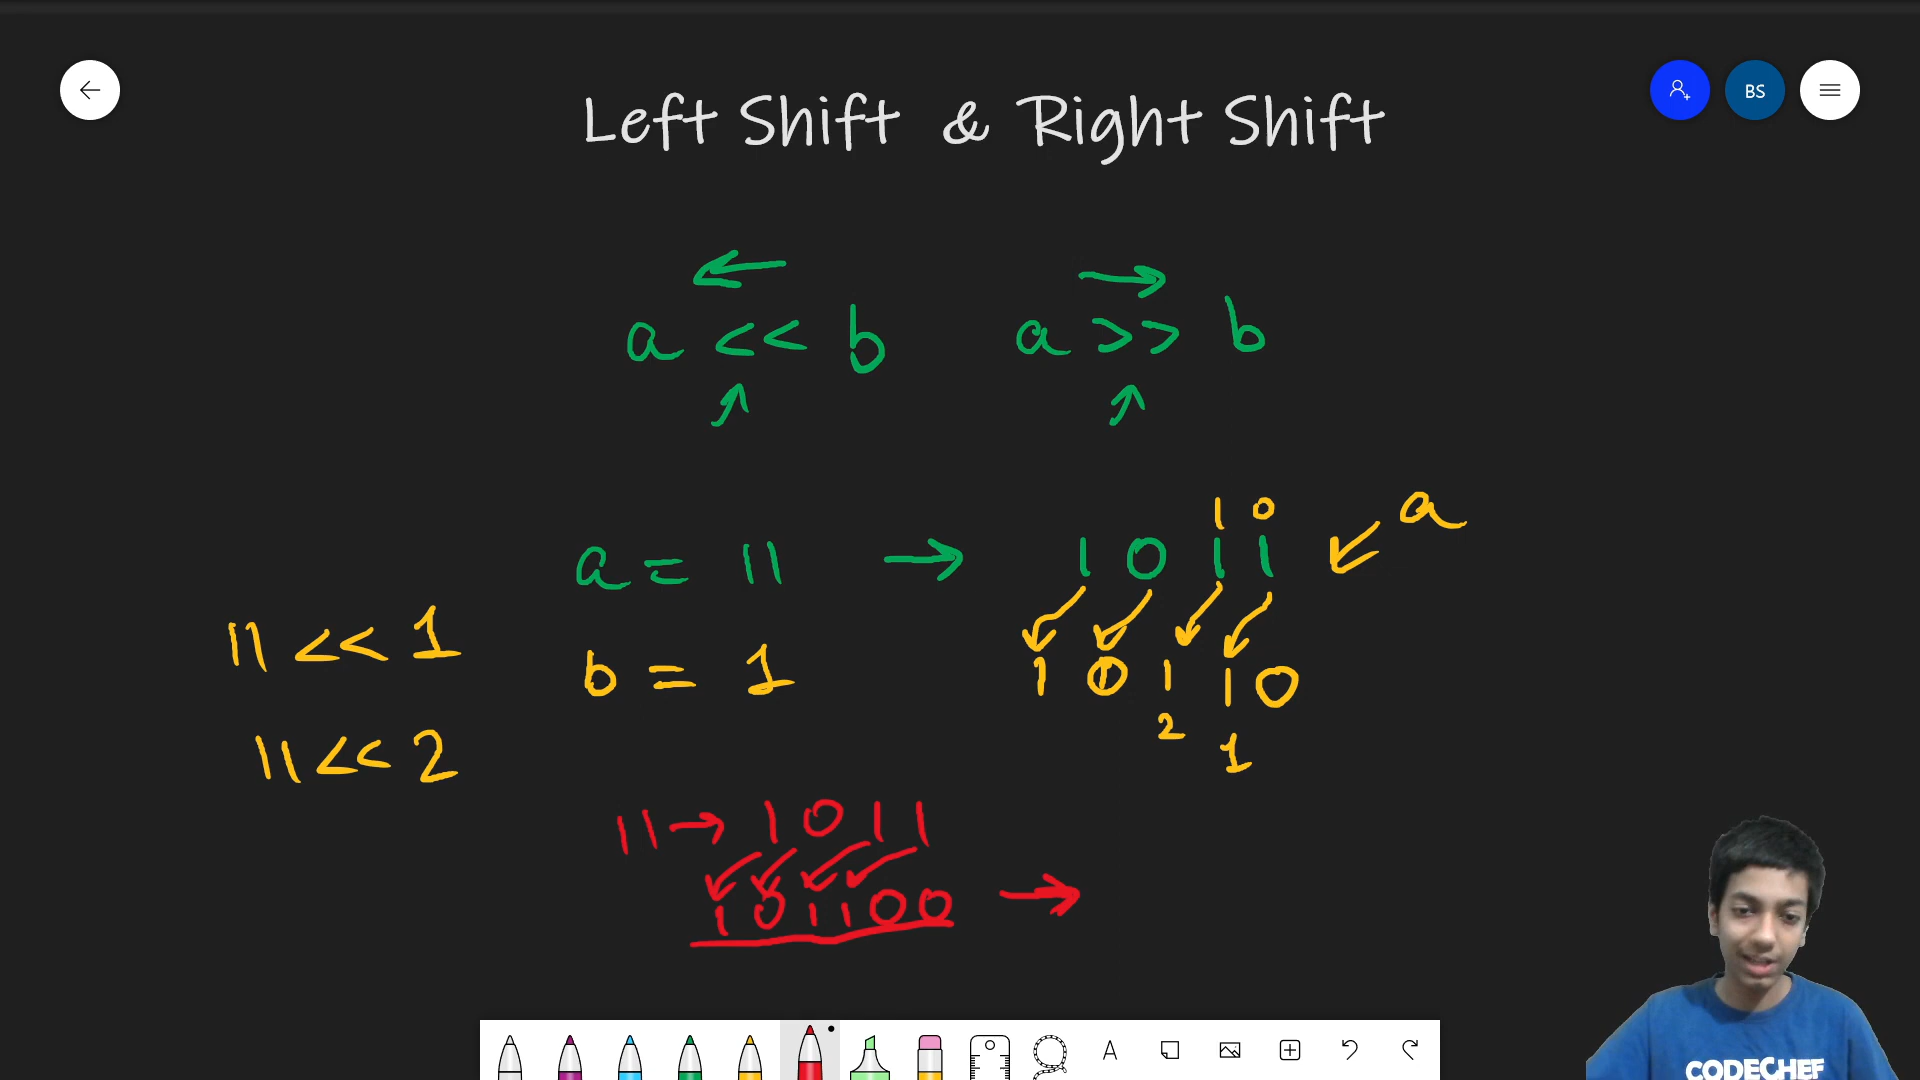 BS
Left Shift & Right Shift
a << b
a >> b
1 0
a
a = 11 → 1 0 1 1
11 << 1
b = 1
1 0 1 1 0
2
1
11 << 2
11 → 1 0 1 1
1 0 1 1 0 0 →
A
CODECHEF